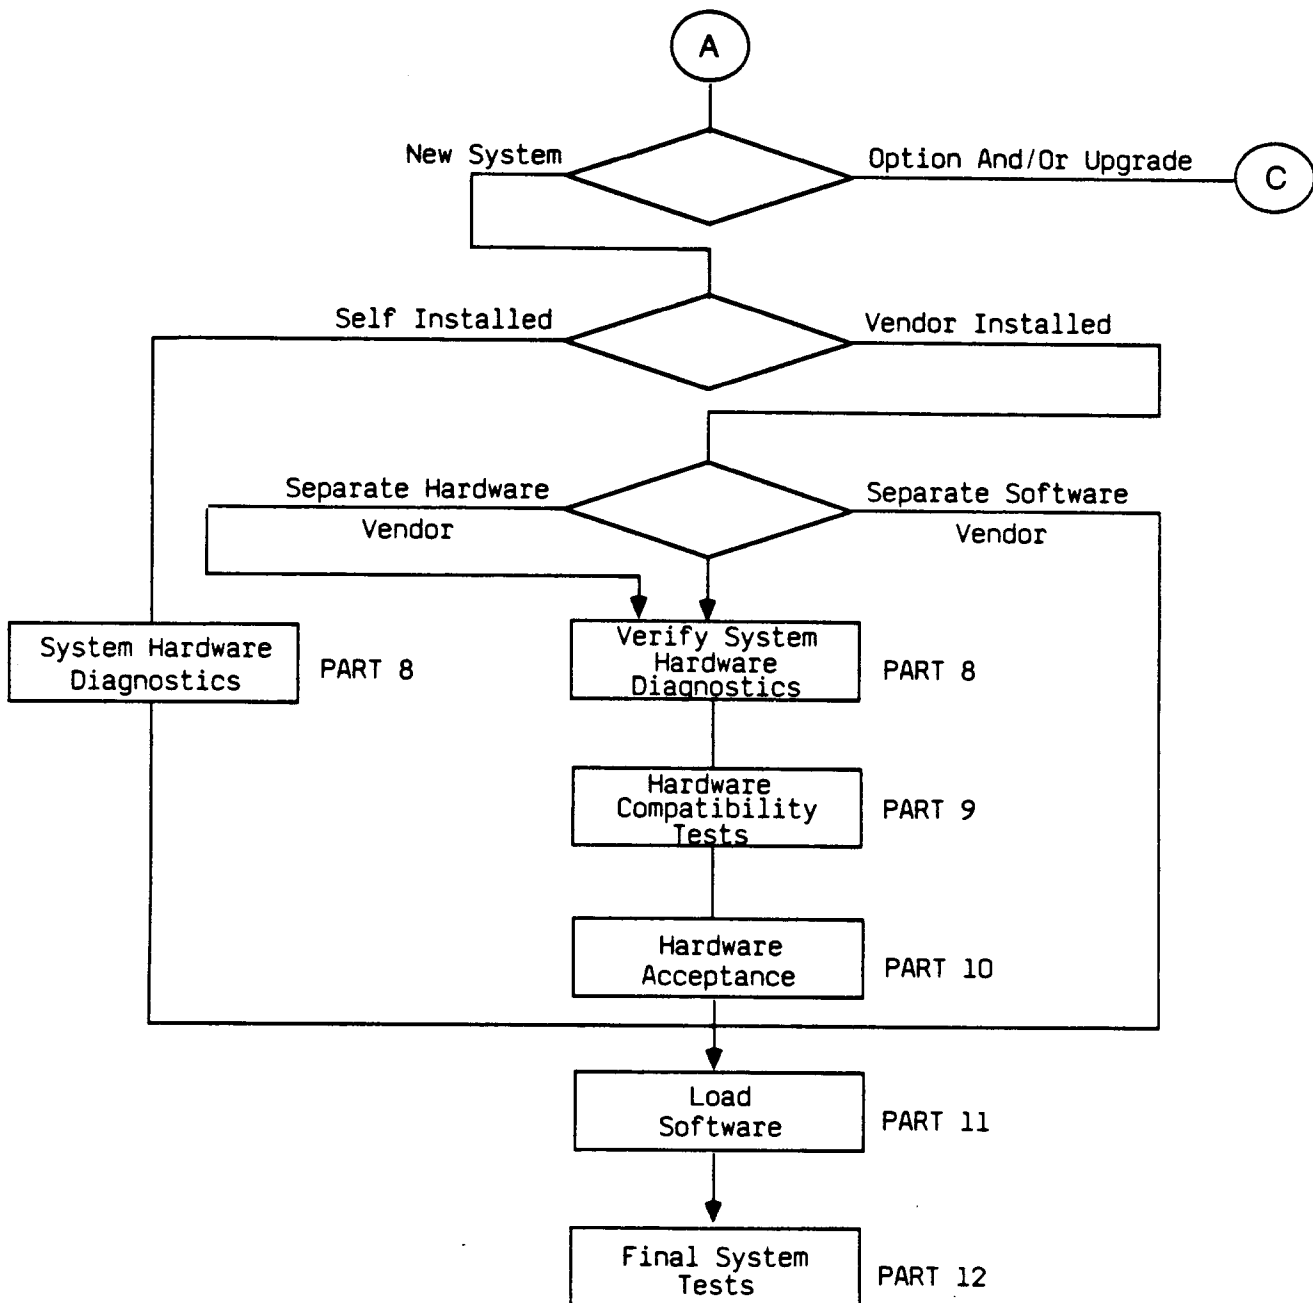 A
New System
Option And/Or Upgrade
C
Self Installed
Vendor Installed
Separate Hardware
Vendor
Separate Software
Vendor
System Hardware
Diagnostics
PART 8
Verify System
Hardware
Diagnostics
PART 8
Hardware
Compatibility
Tests
PART 9
Hardware
Acceptance
PART 10
Load
Software
PART 11
Final System
Tests
PART 12